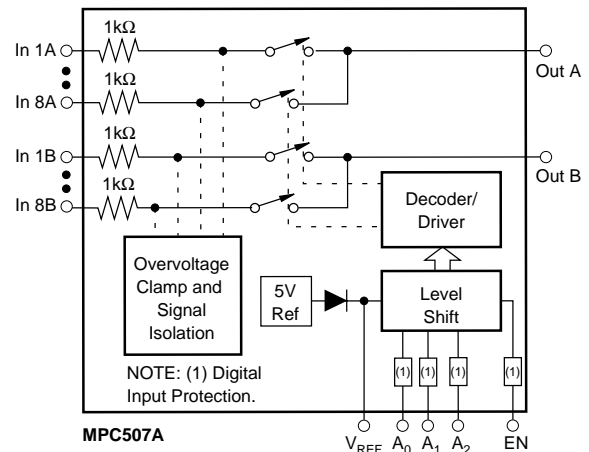 1kΩ
In 1A
Out A
1kΩ
In 8A
1kΩ
In 1B
Out B
1kΩ
In 8B
Decoder/
Driver
Overvoltage
Clamp and
Signal
Isolation
5V
Ref
Level
Shift
(1) (1) (1) (1)
NOTE: (1) Digital
Input Protection.
MPC507A
VREF A0 A1 A2 EN